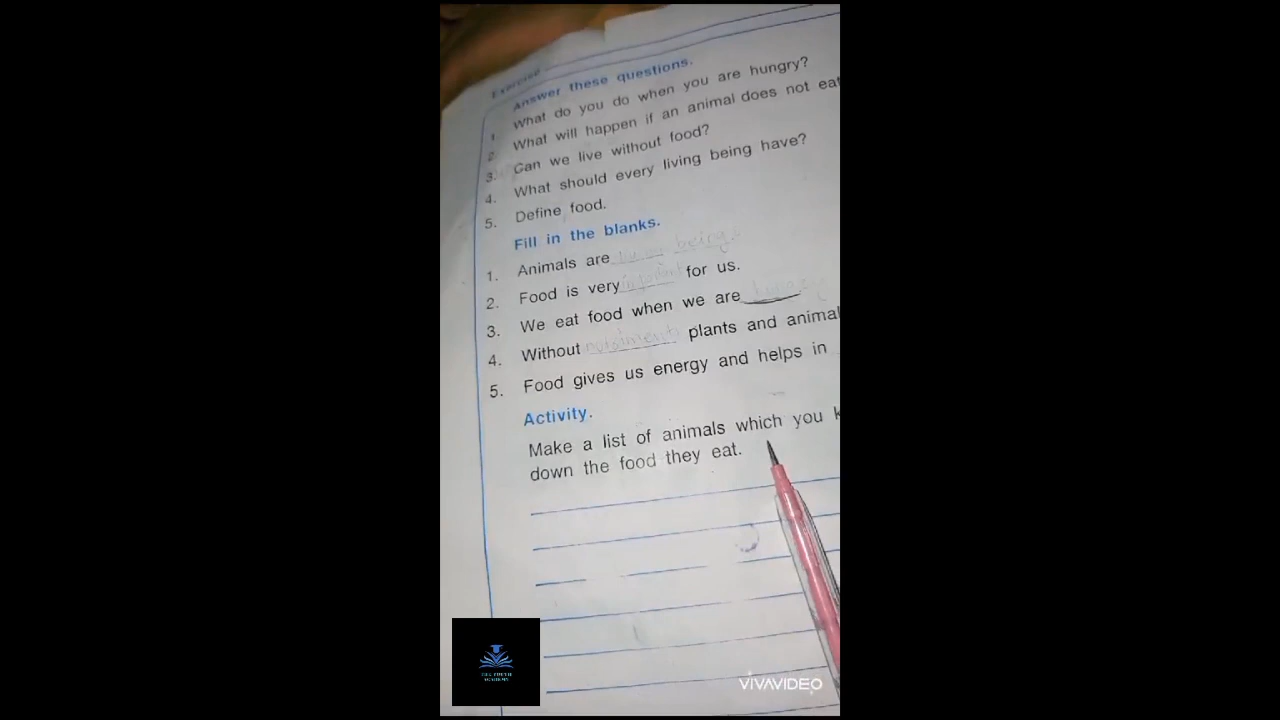 Exercise
Answer these questions.
1. What do you do when you are hungry?
2. What will happen if an animal does not eat
3. Can we live without food?
4. What should every living being have?
5. Define food.
Fill in the blanks.
1. Animals are living beings.
2. Food is very important for us.
3. We eat food when we are hungry
4. Without plants and animal
5. Food gives us energy and helps in
Activity.
Make a list of animals which you k
down the food they eat.
VIVAVIDEO